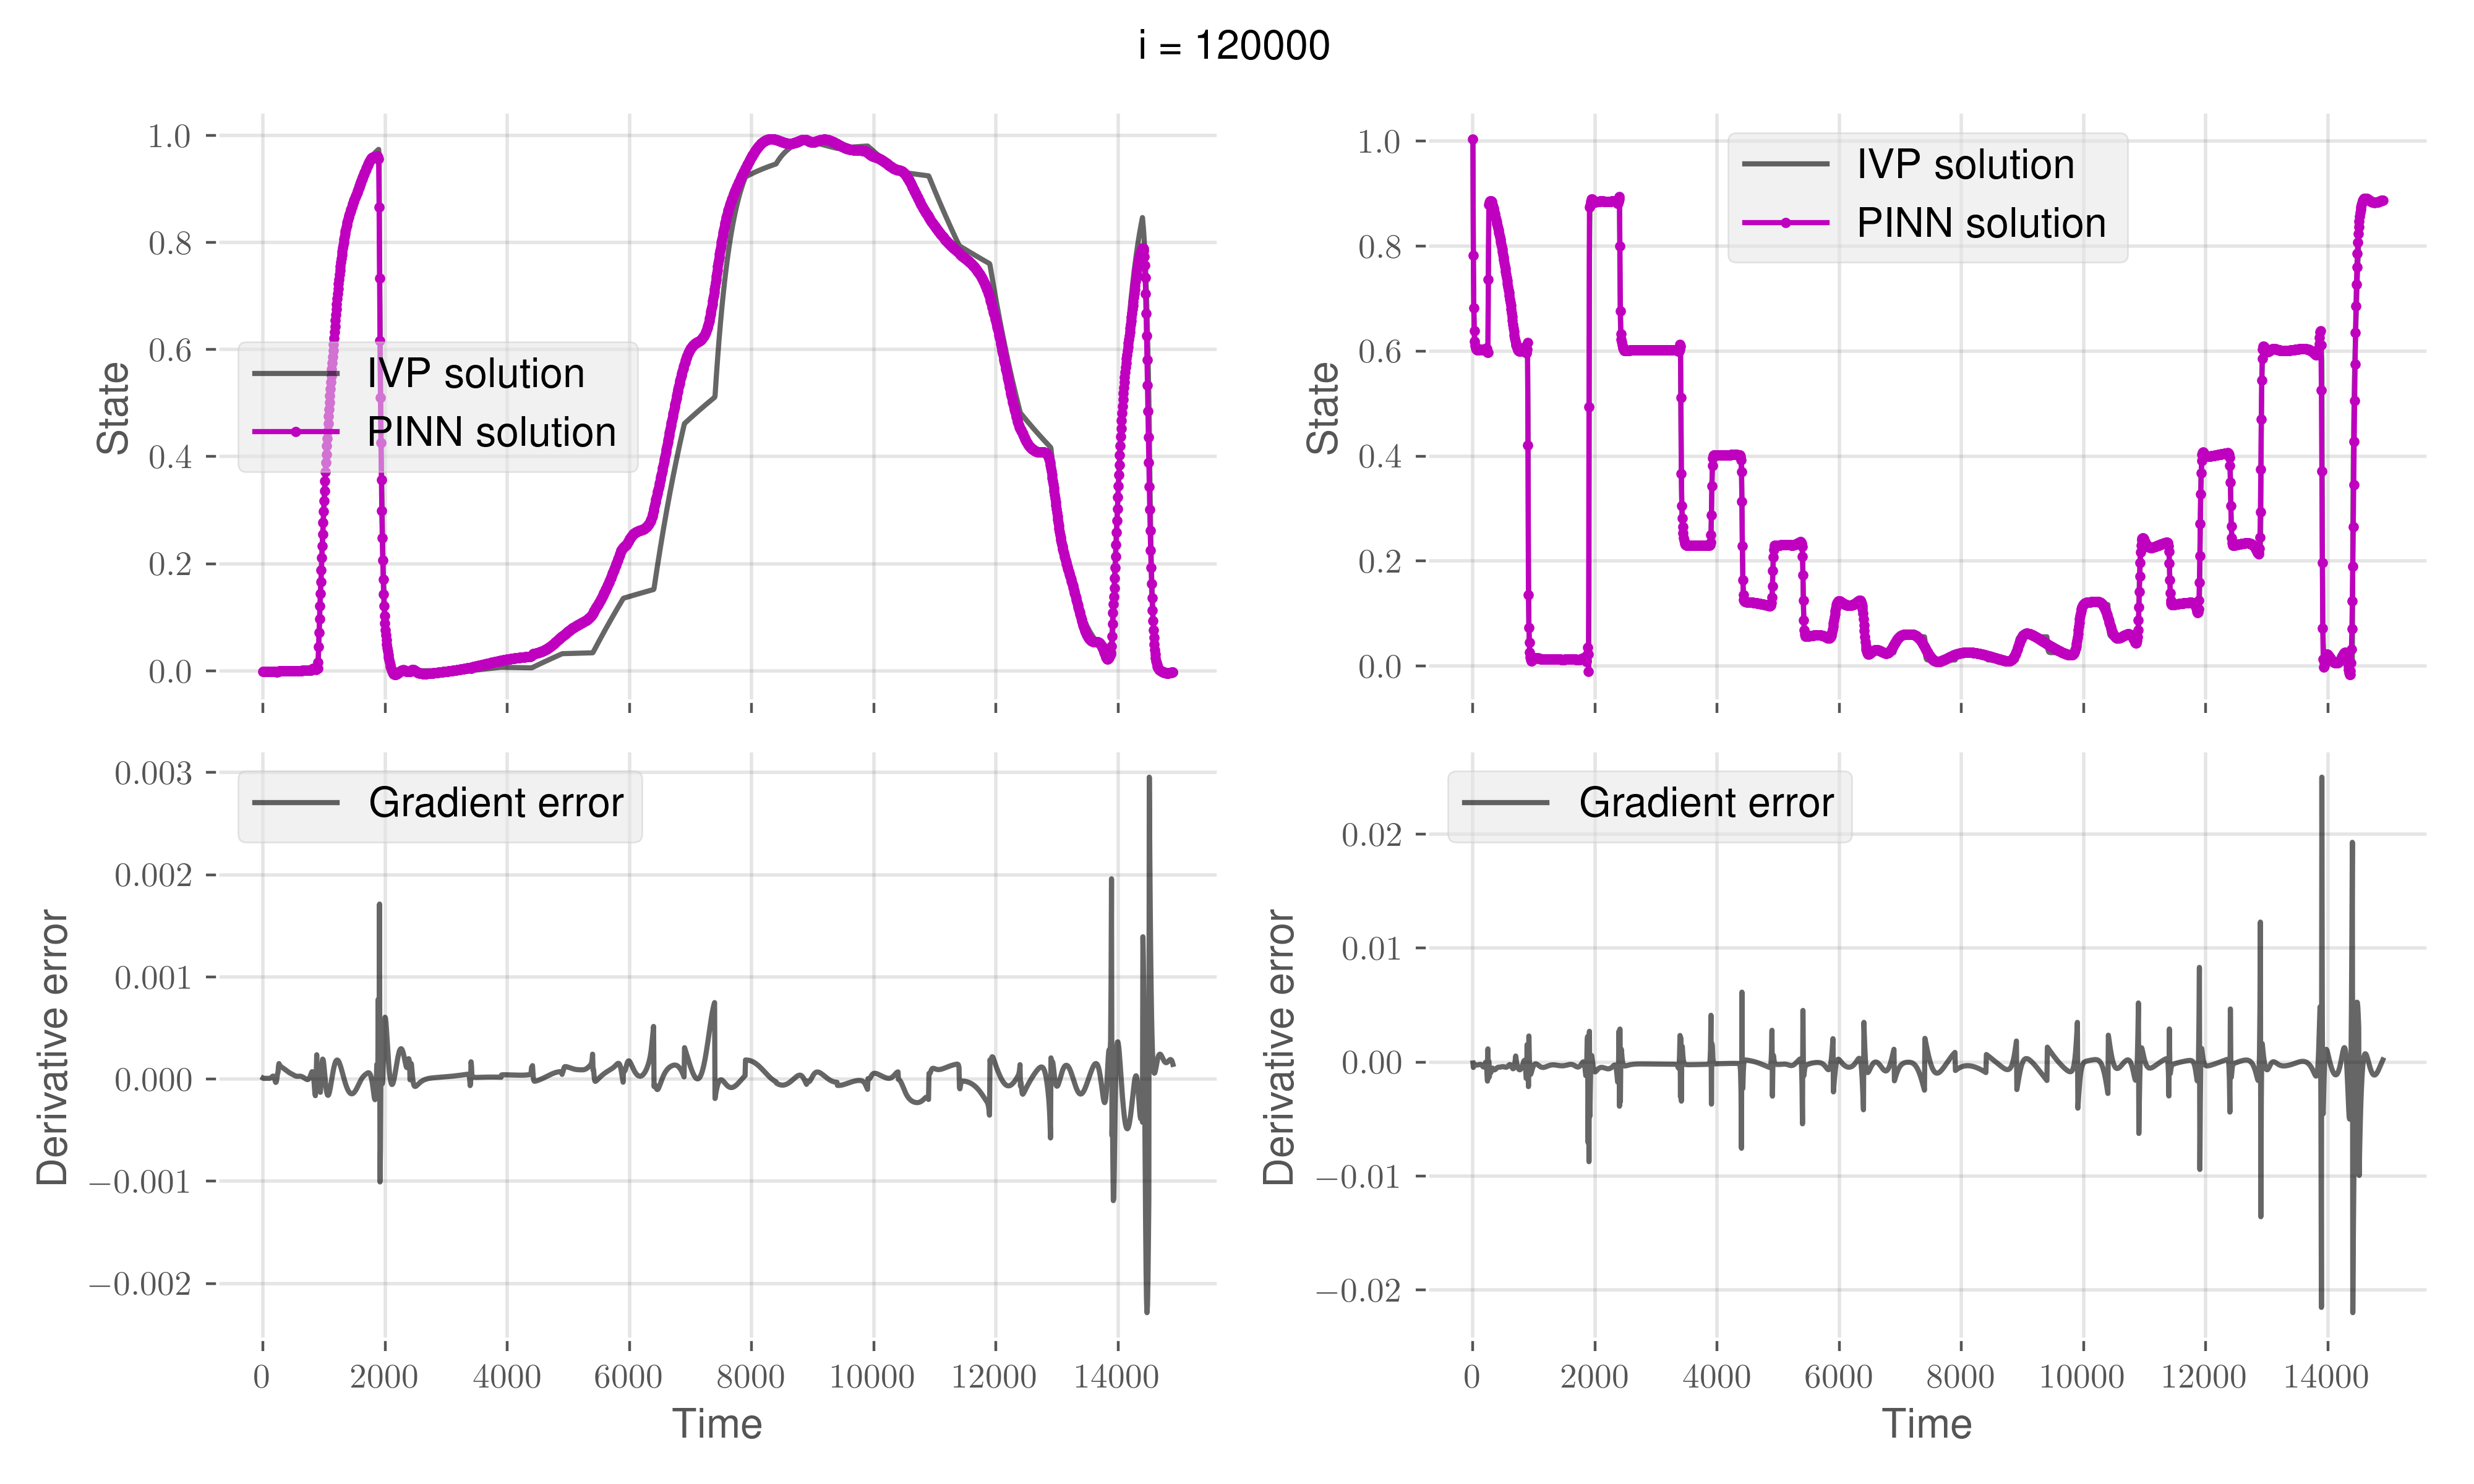 i = 120000
State
1.0
0.8
0.6
0.4
0.2
0.0
IVP solution
PINN solution
State
1.0
0.8
0.6
0.4
0.2
0.0
IVP solution
PINN solution
Derivative error
0.003
0.002
0.001
0.000
−0.001
−0.002
Gradient error
0 2000 4000 6000 8000 10000 12000 14000
Time
Derivative error
0.02
0.01
0.00
−0.01
−0.02
Gradient error
0 2000 4000 6000 8000 10000 12000 14000
Time